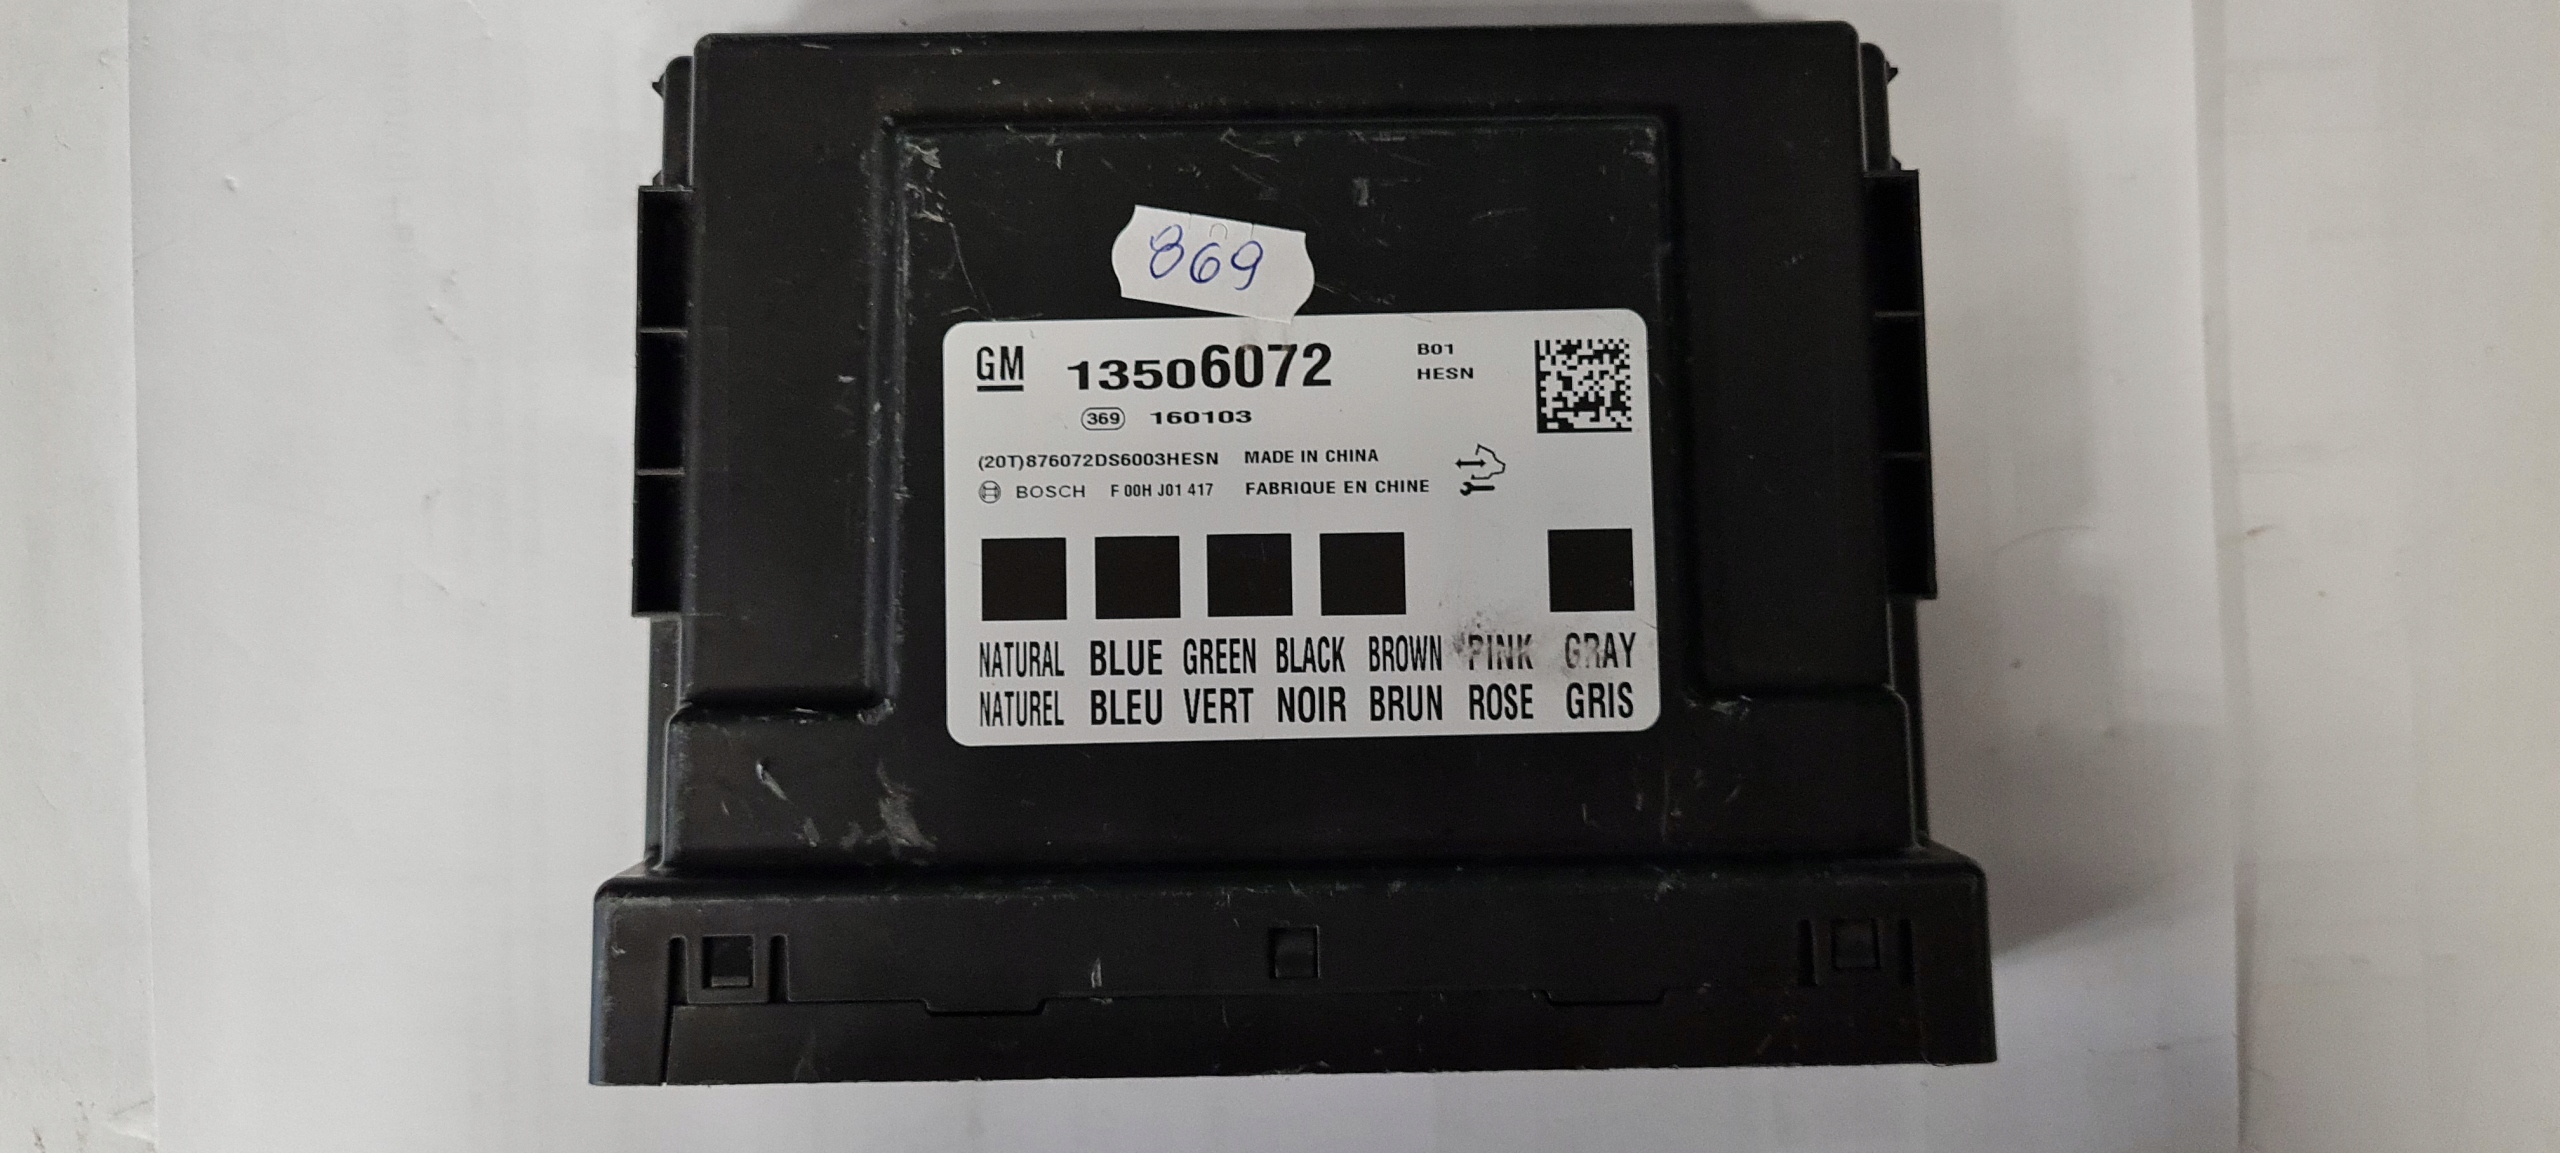 869
GM 13506072 B01
HESN
369 160103
(20T)876072DS6003HESN MADE IN CHINA
BOSCH F 00H J01 417 FABRIQUE EN CHINE
NATURAL BLUE GREEN BLACK BROWN PINK GRAY
NATUREL BLEU VERT NOIR BRUN ROSE GRIS